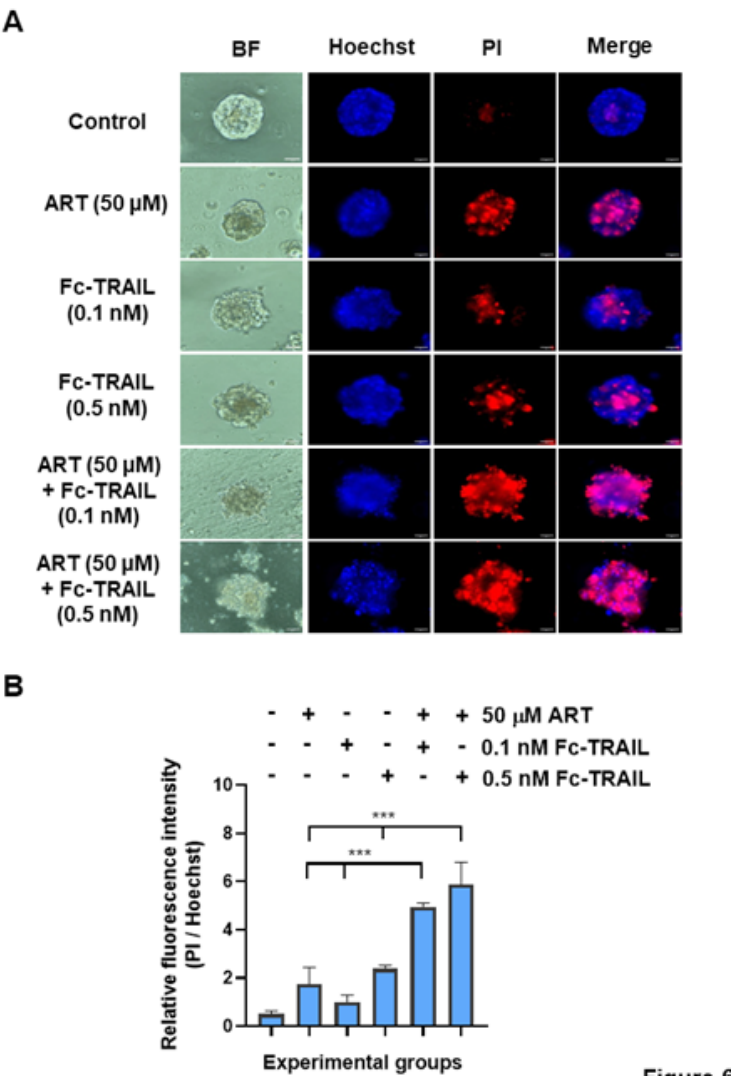 A
BF Hoechst PI Merge
Control
ART (50 μM)
Fc-TRAIL
(0.1 nM)
Fc-TRAIL
(0.5 nM)
ART (50 μM)
+ Fc-TRAIL
(0.1 nM)
ART (50 μM)
+ Fc-TRAIL
(0.5 nM)
B
- + - - + + 50 μM ART
- - + - + - 0.1 nM Fc-TRAIL
- - - + - + 0.5 nM Fc-TRAIL
Relative fluorescence intensity
(PI / Hoechst)
10
8
6
4
2
0
***
***
Experimental groups
Figure 6